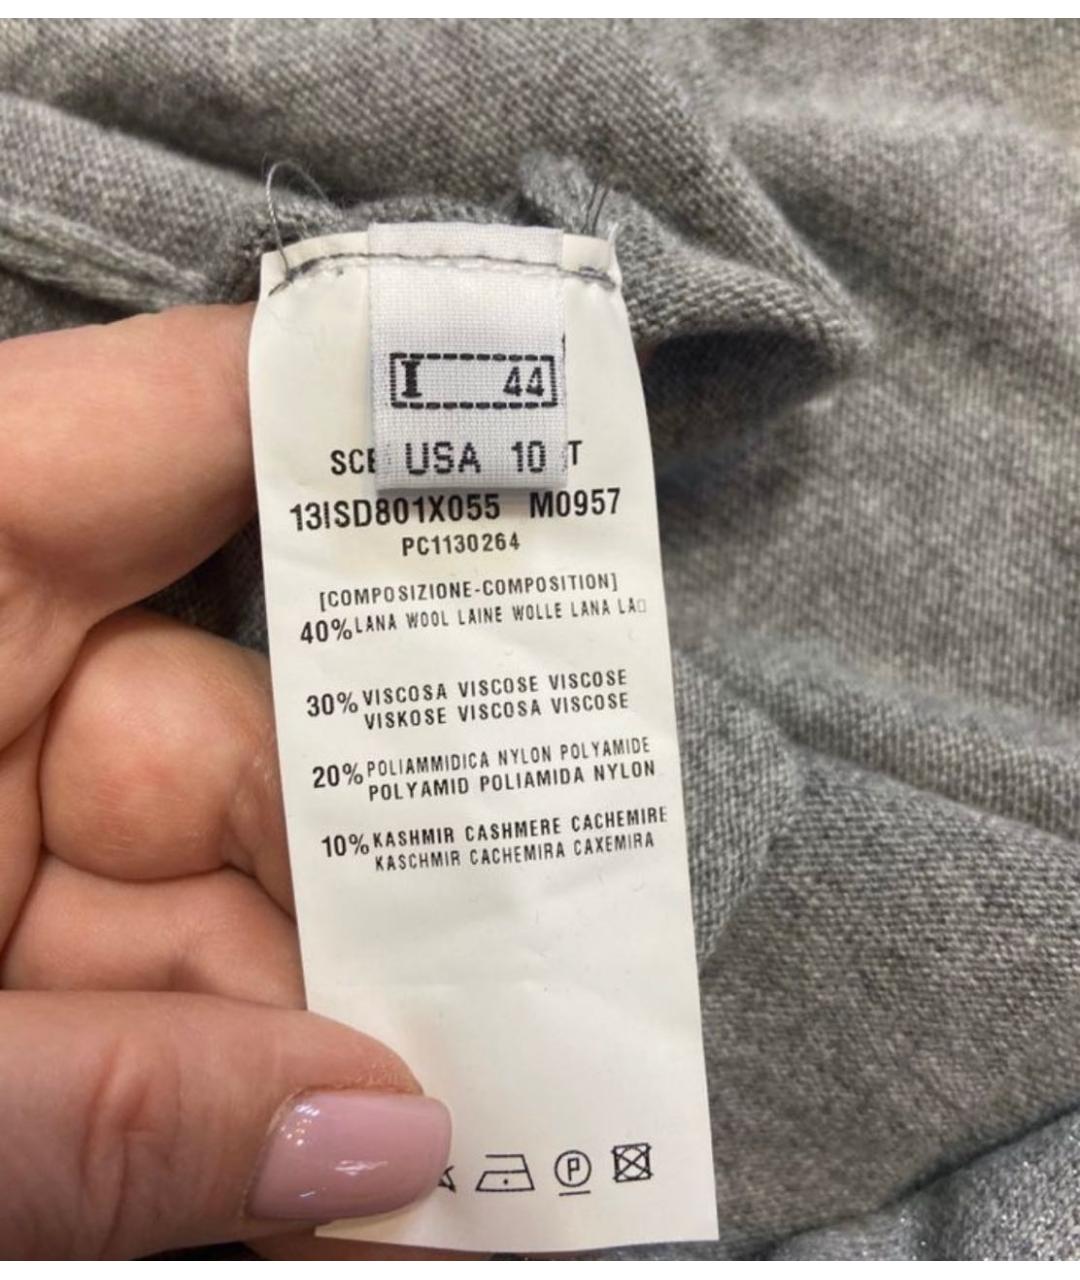 I 44
USA 10
13ISD801X055 M0957
PC1130264
[COMPOSIZIONE-COMPOSITION]
40% LANA WOOL LAINE WOLLE LANA
30% VISCOSA VISCOSE VISCOSE
VISKOSE VISCOSA VISCOSE
20% POLIAMMIDICA NYLON POLYAMIDE
POLYAMID POLIAMIDA NYLON
10% KASHMIR CASHMERE CACHEMIRE
KASCHMIR CACHEMIRA CAXEMIRA
P